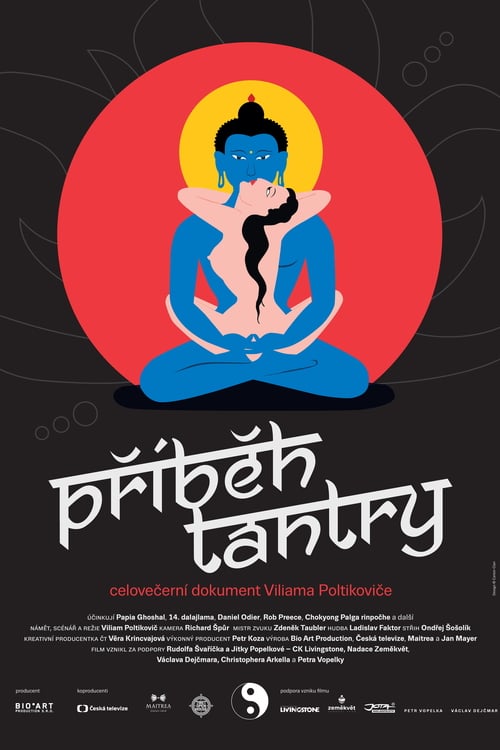 příběh
tantry
celovečerní dokument Viliama Poltikoviče
ÚČINKUJÍ Papia Ghoshal, 14. dalajlama, Daniel Odier, Rob Preece, Chokyong Palga rinpočhe a další
NÁMĚT, SCÉNÁŘ A REŽIE Viliam Poltikovič KAMERA Richard Špůr MISTR ZVUKU Zdeněk Taubler HUDBA Ladislav Faktor STŘIH Ondřej Šošolík
KREATIVNÍ PRODUCENTKA ČT Věra Krincvajová VÝKONNÝ PRODUCENT Petr Koza VÝROBA Bio Art Production, Česká televize, Maitrea a Jan Mayer
FILM VZNIKL ZA PODPORY Rudolfa Švaříčka a Jitky Popelkové – CK Livingstone, Nadace Zeměkvět,
Václava Dejčmara, Christophera Arkella a Petra Vopelky
producent koproducenti podpora vzniku filmu
BIO ART
PRODUCTION S.R.O.
Česká televize
MAITREA
LIVINGSTONE
zeměkvět
JOTA
PETR VOPELKA
VÁCLAV DEJČMAR